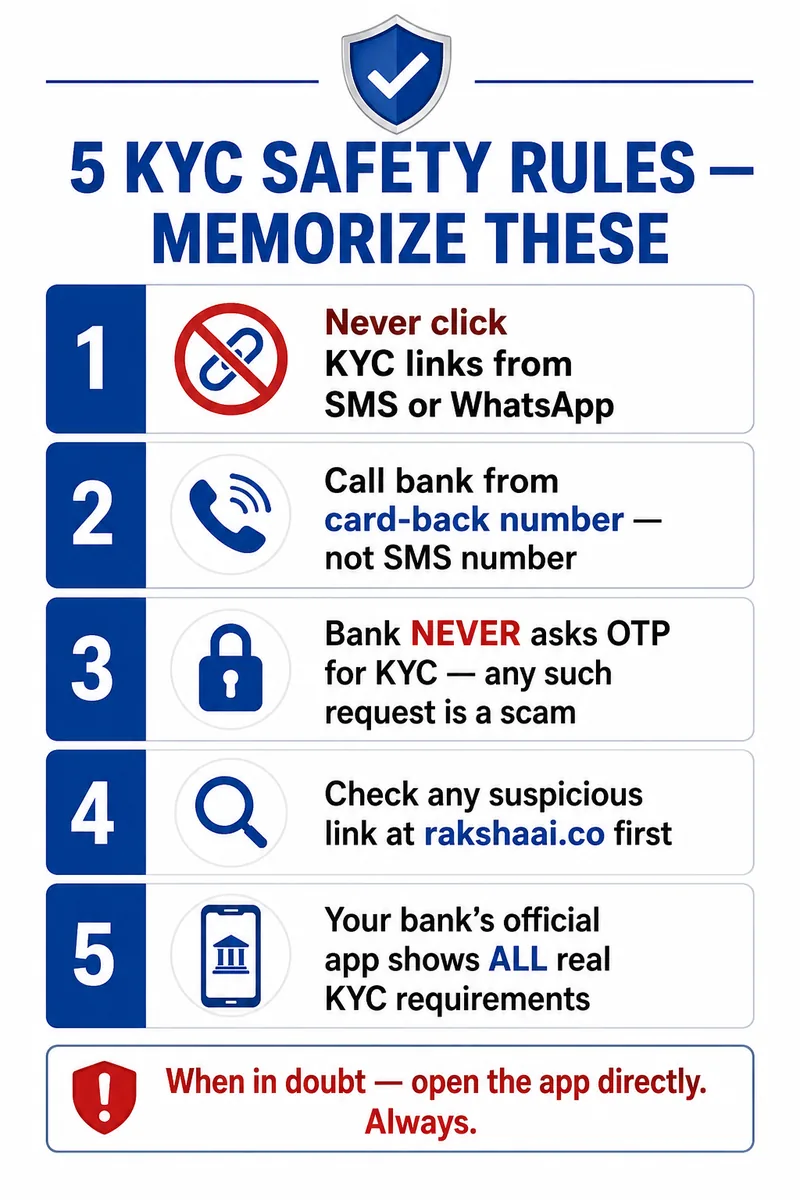 5 KYC SAFETY RULES —
MEMORIZE THESE
1
Never click
KYC links from
SMS or WhatsApp
2
Call bank from
card-back number —
not SMS number
3
Bank NEVER asks OTP
for KYC — any such
request is a scam
4
Check any suspicious
link at rakshaai.co first
5
Your bank's official
app shows ALL real
KYC requirements
When in doubt — open the app directly.
Always.